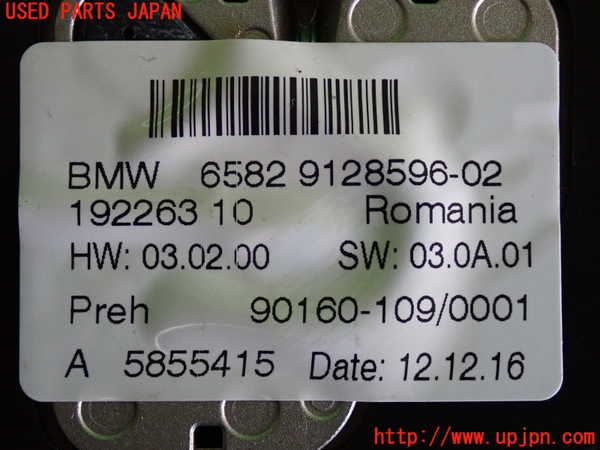 USED PARTS JAPAN
BMW 6582 9128596-02
192263 10 Romania
HW: 03.02.00 SW: 03.0A.01
Preh 90160-109/0001
A 5855415 Date: 12.12.16
http://www.upjpn.com/